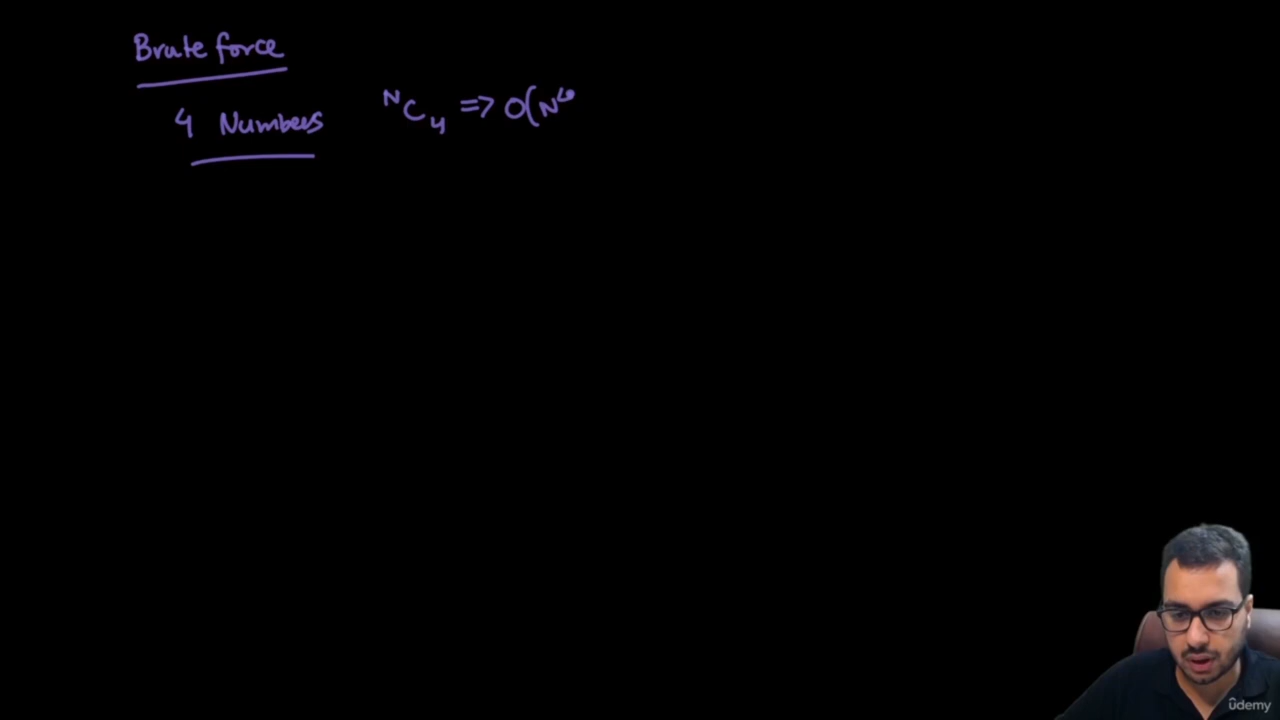 Brute force
4 Numbers ᴺC₄ => O(N⁴
ûdemy